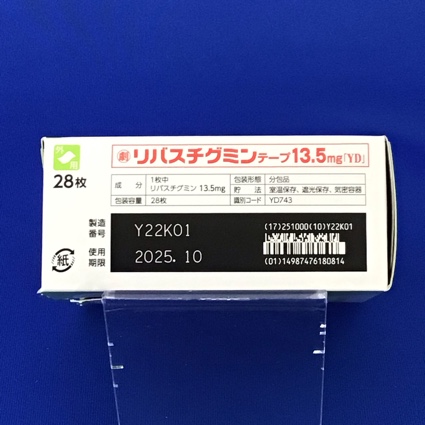 外用
劇 リバスチグミンテープ13.5mg「YD」
28枚
成分 1枚中 リバスチグミン 13.5mg
包装形態 分包品
貯法 室温保存、遮光保存、気密容器
包装容量 28枚
識別コード YD743
製造番号 Y22K01
(17)251000(10)Y22K01
使用期限 2025.10
(01)14987476180814
紙